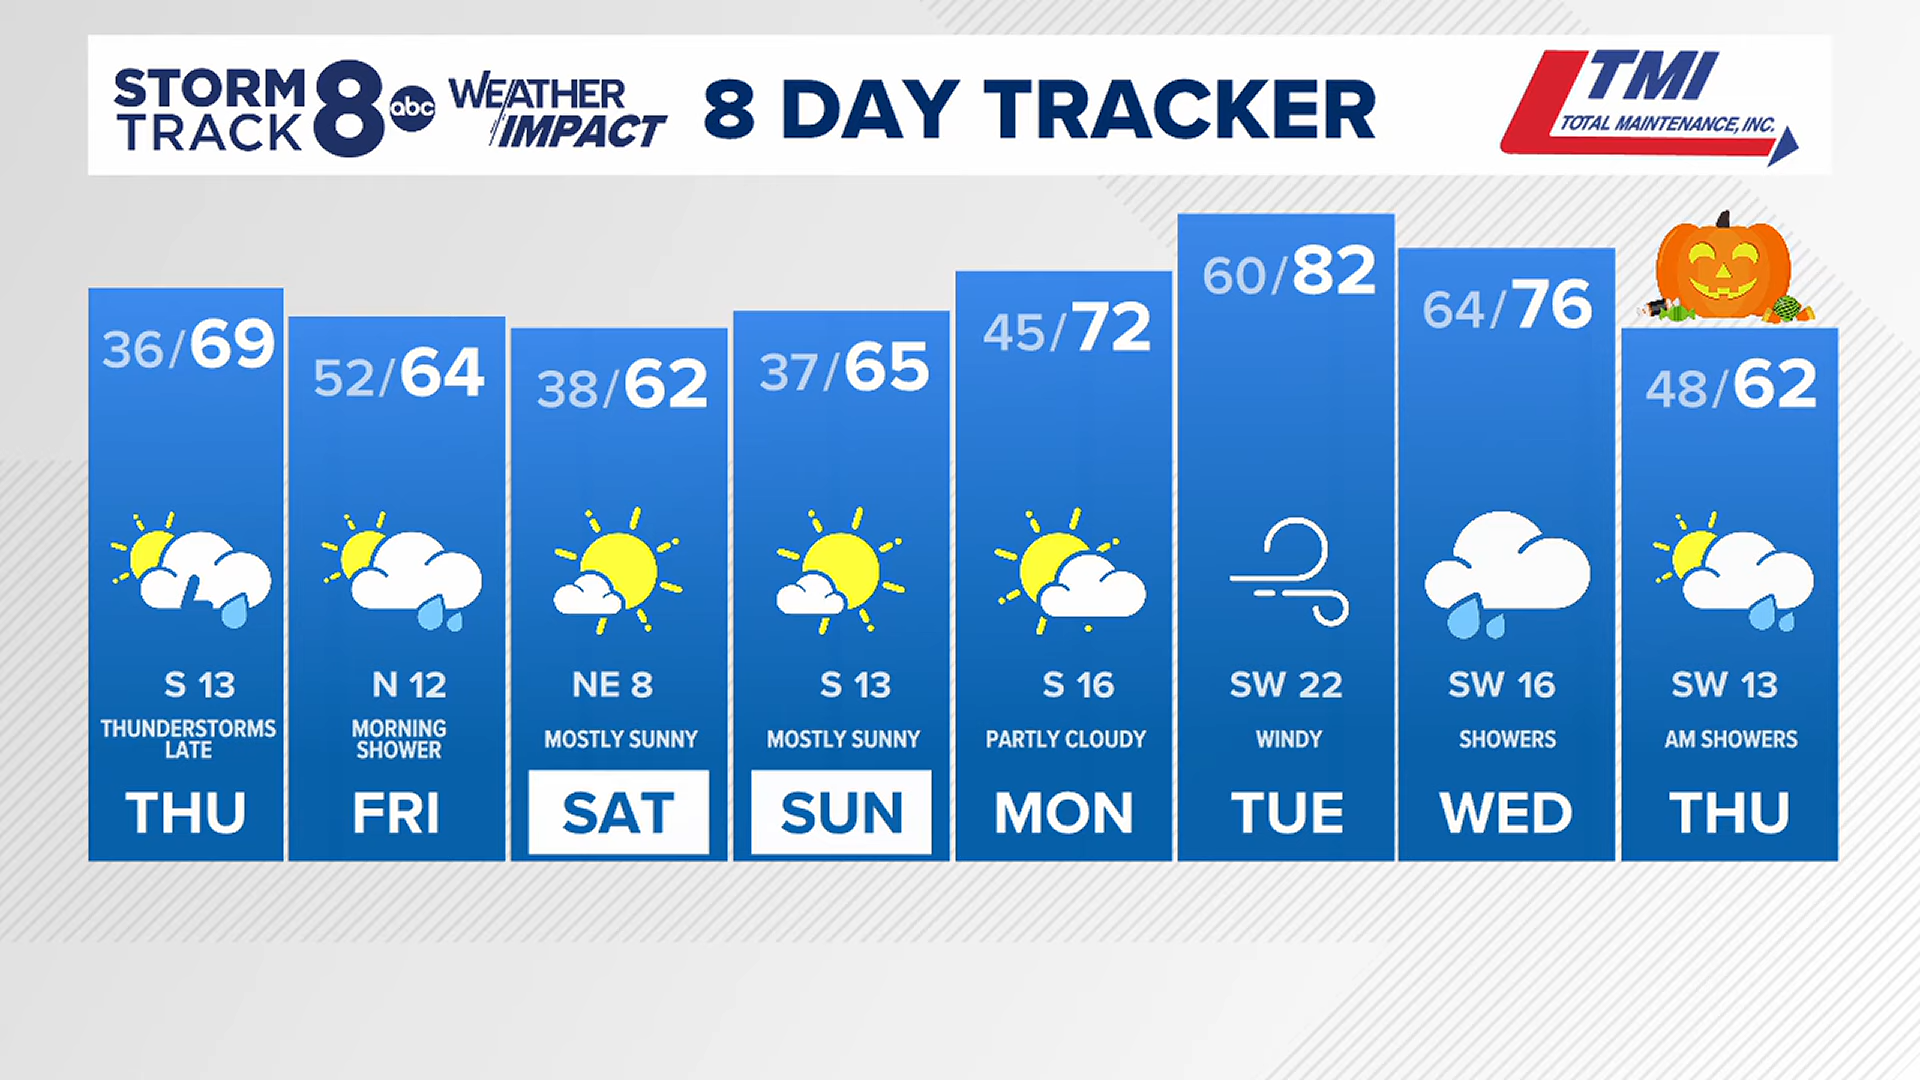 STORM
TRACK
8
abc
WEATHER
IMPACT
8 DAY TRACKER
TMI
TOTAL MAINTENANCE, INC.
36/69
S 13
THUNDERSTORMS
LATE
THU
52/64
N 12
MORNING
SHOWER
FRI
38/62
NE 8
MOSTLY SUNNY
SAT
37/65
S 13
MOSTLY SUNNY
SUN
45/72
S 16
PARTLY CLOUDY
MON
60/82
SW 22
WINDY
TUE
64/76
SW 16
SHOWERS
WED
48/62
SW 13
AM SHOWERS
THU